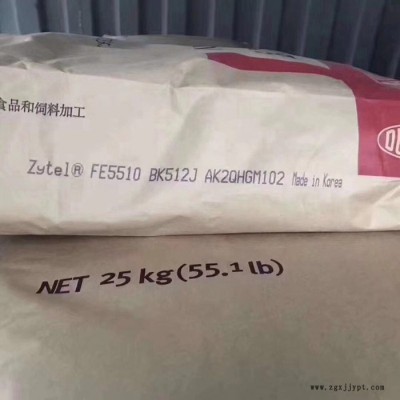 食品和饲料加工
Zytel® FE5510 BK512J AK2QHGM102 Made in Korea
NET 25 kg (55.1 lb)
www.zgxjjypt.com